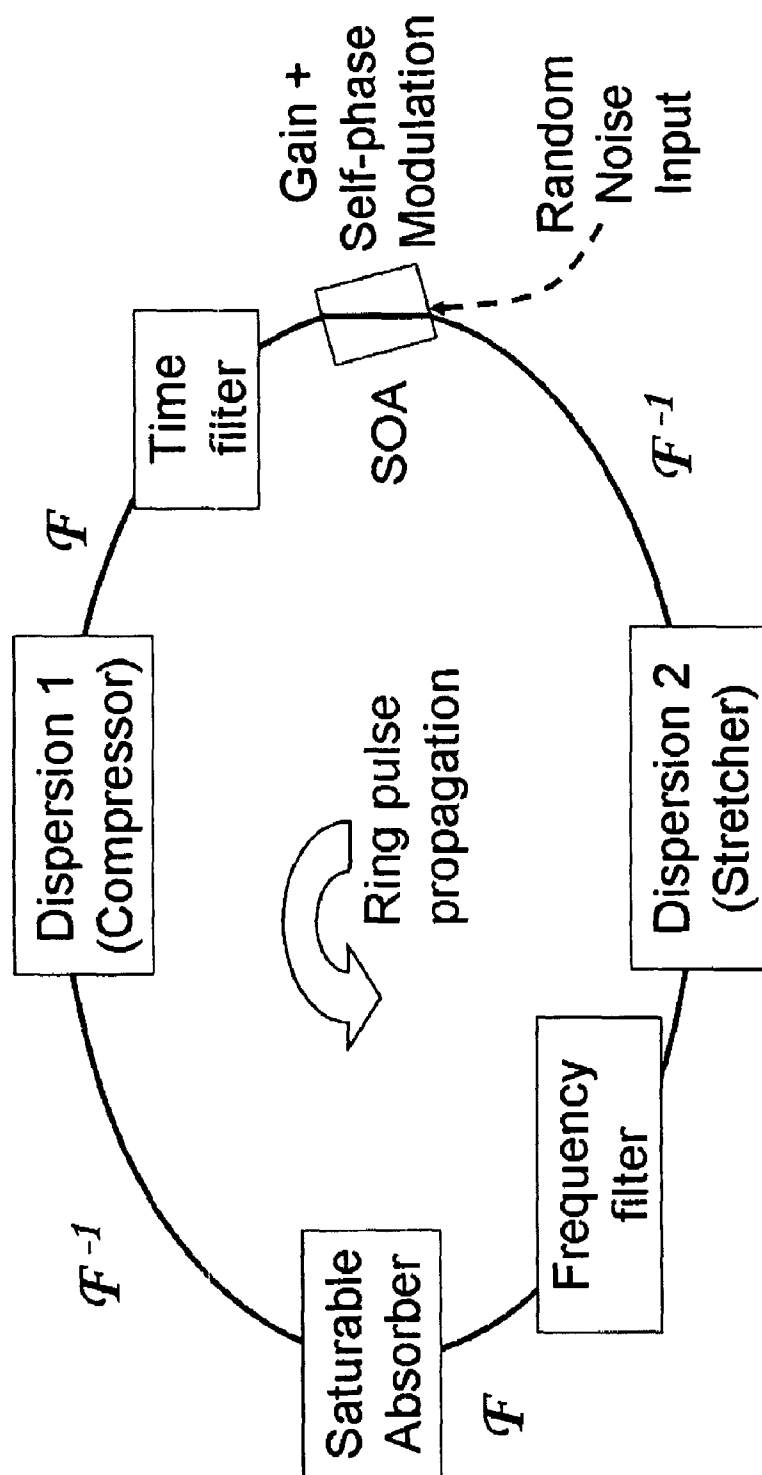 Dispersion 1
(Compressor)
ℱ
Time
filter
Gain +
Self-phase
Modulation
SOA
Random
Noise
Input
ℱ⁻¹
Dispersion 2
(Stretcher)
Frequency
filter
ℱ
Saturable
Absorber
ℱ⁻¹
Ring pulse
propagation